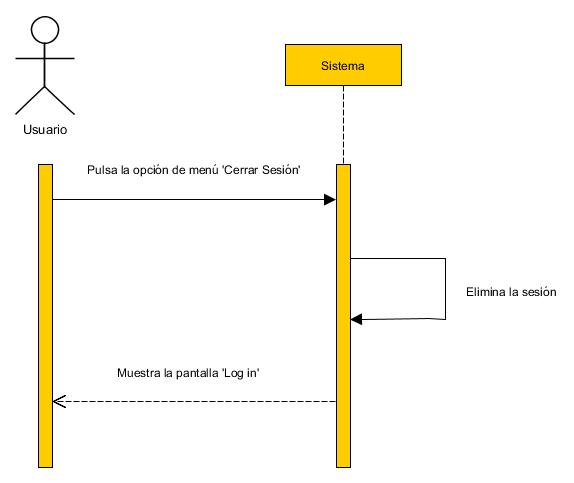 Sistema
Usuario
Pulsa la opción de menú 'Cerrar Sesión'
Elimina la sesión
Muestra la pantalla 'Log in'